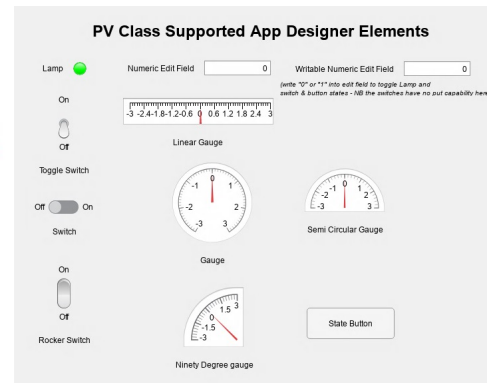 PV Class Supported App Designer Elements
Lamp
Numeric Edit Field 0
Writable Numeric Edit Field 0
(write "0" or "1" into edit field to toggle Lamp and
switch & button states - NB the switches have no put capability here
On
Off
Toggle Switch
-3 -2.4-1.8-1.2-0.6 0 0.6 1.2 1.8 2.4 3
Linear Gauge
Off On
Switch
-3 -2 -1 0 1 2 3
Gauge
-3 -2 -1 0 1 2 3
Semi Circular Gauge
On
Off
Rocker Switch
-3 -1.5 0 1.5 3
Ninety Degree gauge
State Button